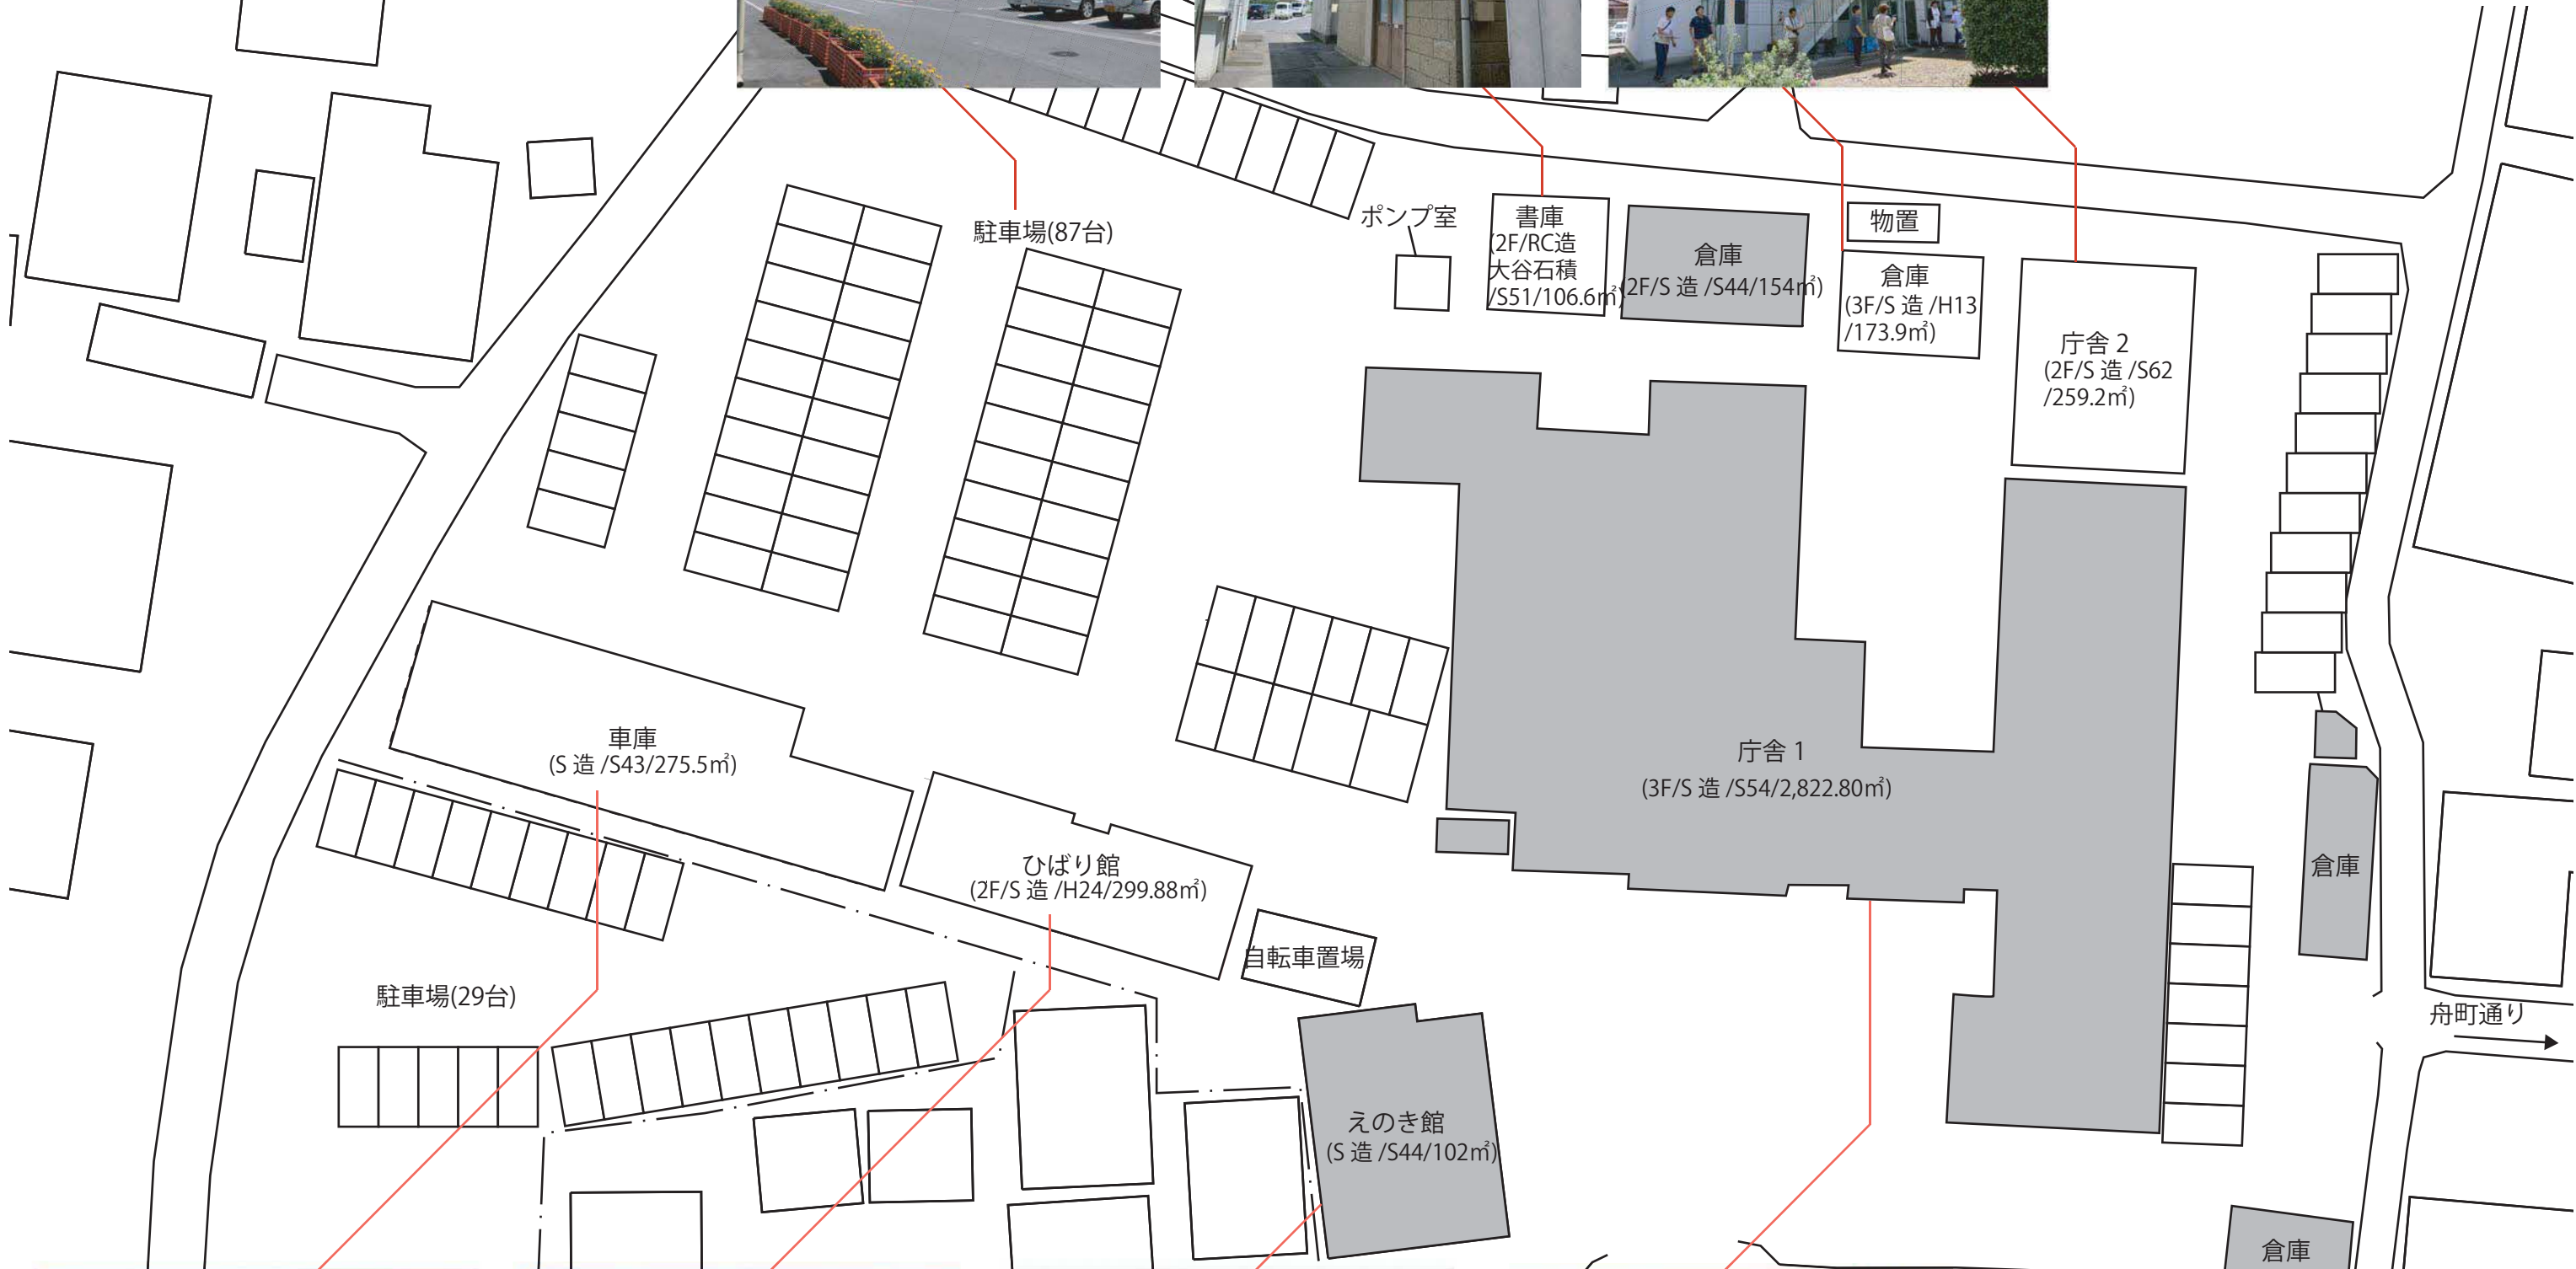 駐車場(87台)
ポンプ室
書庫
(2F/RC造
大谷石積
/S51/106.6㎡)
倉庫
(2F/S 造 /S44/154㎡)
物置
倉庫
(3F/S 造 /H13
/173.9㎡)
庁舎 2
(2F/S 造 /S62
/259.2㎡)
車庫
(S 造 /S43/275.5㎡)
庁舎 1
(3F/S 造 /S54/2,822.80㎡)
ひばり館
(2F/S 造 /H24/299.88㎡)
倉庫
自転車置場
駐車場(29台)
舟町通り
えのき館
(S 造 /S44/102㎡)
倉庫